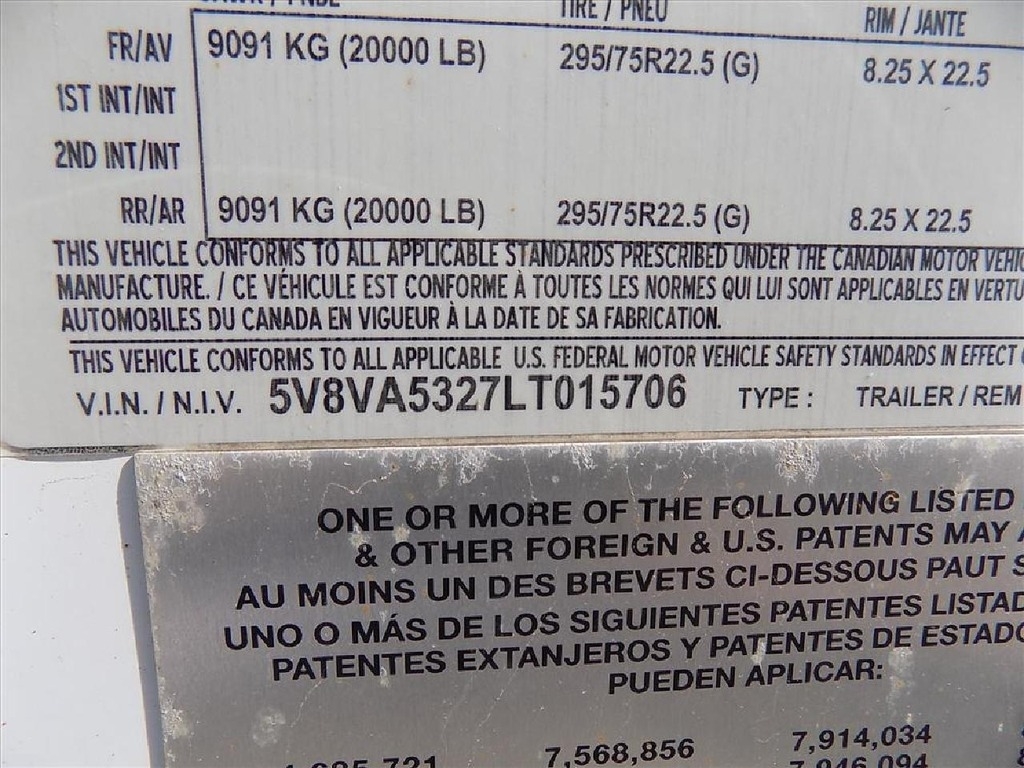 TIRE / PNEU RIM / JANTE
FR/AV 9091 KG (20000 LB) 295/75R22.5 (G) 8.25 X 22.5
1ST INT/INT
2ND INT/INT
RR/AR 9091 KG (20000 LB) 295/75R22.5 (G) 8.25 X 22.5
THIS VEHICLE CONFORMS TO ALL APPLICABLE STANDARDS PRESCRIBED UNDER THE CANADIAN MOTOR VEHIC
MANUFACTURE. / CE VÉHICULE EST CONFORME À TOUTES LES NORMES QUI LUI SONT APPLICABLES EN VERTU
AUTOMOBILES DU CANADA EN VIGUEUR À LA DATE DE SA FABRICATION.
THIS VEHICLE CONFORMS TO ALL APPLICABLE U.S. FEDERAL MOTOR VEHICLE SAFETY STANDARDS IN EFFECT
V.I.N. / N.I.V. 5V8VA5327LT015706 TYPE : TRAILER / REM
ONE OR MORE OF THE FOLLOWING LISTED
& OTHER FOREIGN & U.S. PATENTS MAY A
AU MOINS UN DES BREVETS CI-DESSOUS PAUT S
UNO O MÁS DE LOS SIGUIENTES PATENTES LISTAD
PATENTES EXTANJEROS Y PATENTES DE ESTADO
PUEDEN APLICAR:
7,568,856 7,914,034
7,946,094